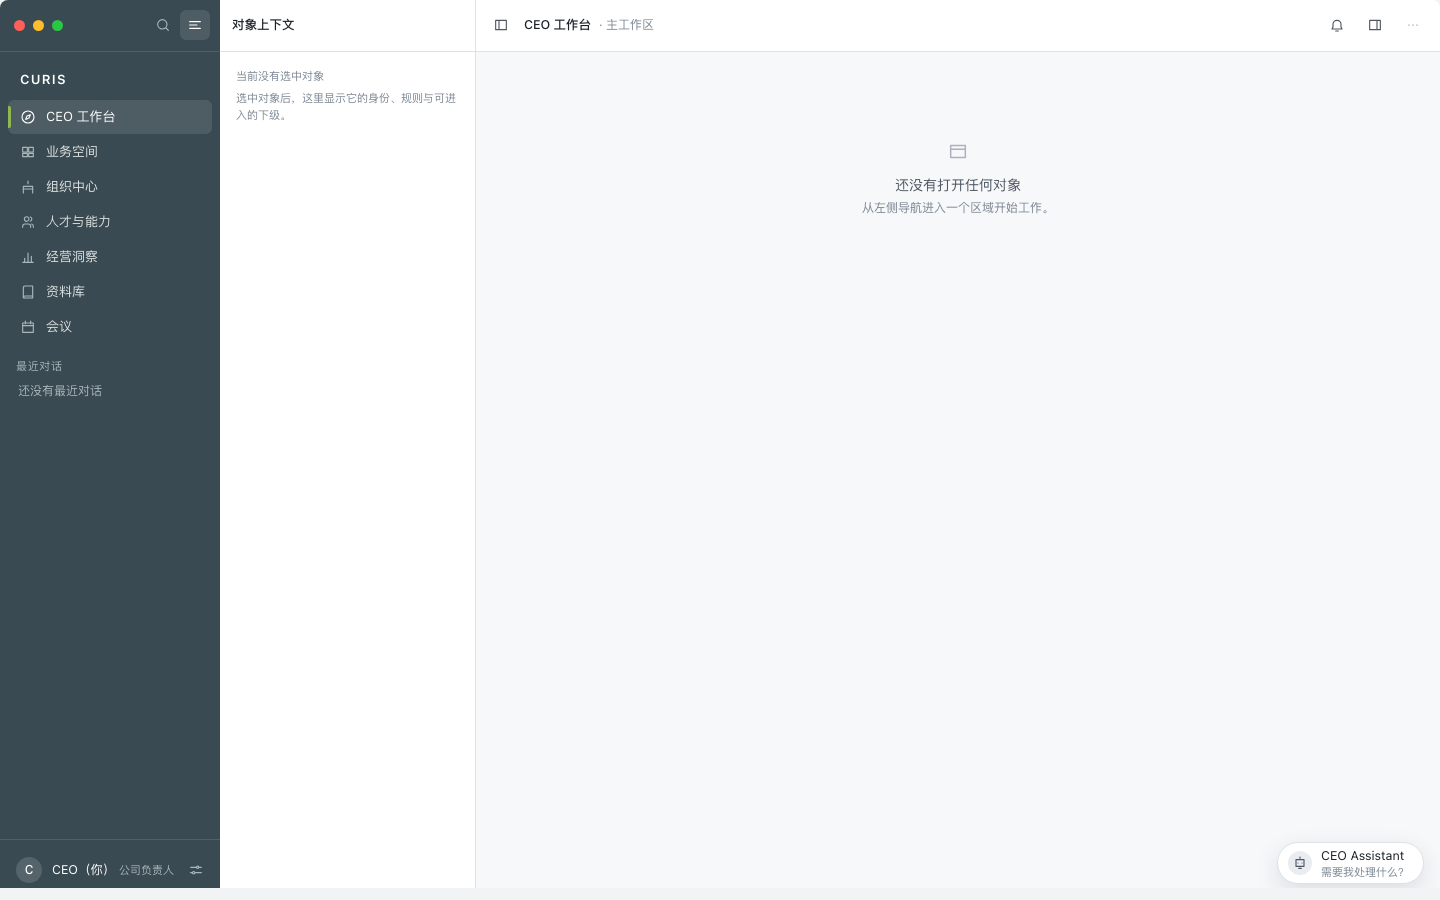 对象上下文
CEO 工作台 · 主工作区
CURIS
CEO 工作台
业务空间
组织中心
人才与能力
经营洞察
资料库
会议
最近对话
还没有最近对话
C CEO（你） 公司负责人
当前没有选中对象
选中对象后，这里显示它的身份、规则与可进
入的下级。
还没有打开任何对象
从左侧导航进入一个区域开始工作。
CEO Assistant
需要我处理什么？